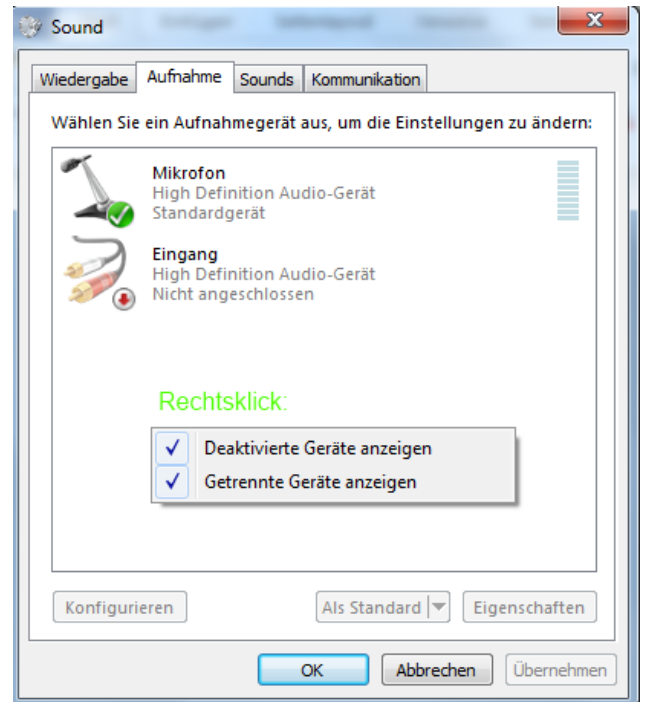 Sound
Wiedergabe Aufnahme Sounds Kommunikation
Wählen Sie ein Aufnahmegerät aus, um die Einstellungen zu ändern:
Mikrofon
High Definition Audio-Gerät
Standardgerät
Eingang
High Definition Audio-Gerät
Nicht angeschlossen
Rechtsklick:
Deaktivierte Geräte anzeigen
Getrennte Geräte anzeigen
Konfigurieren Als Standard Eigenschaften
OK Abbrechen Übernehmen